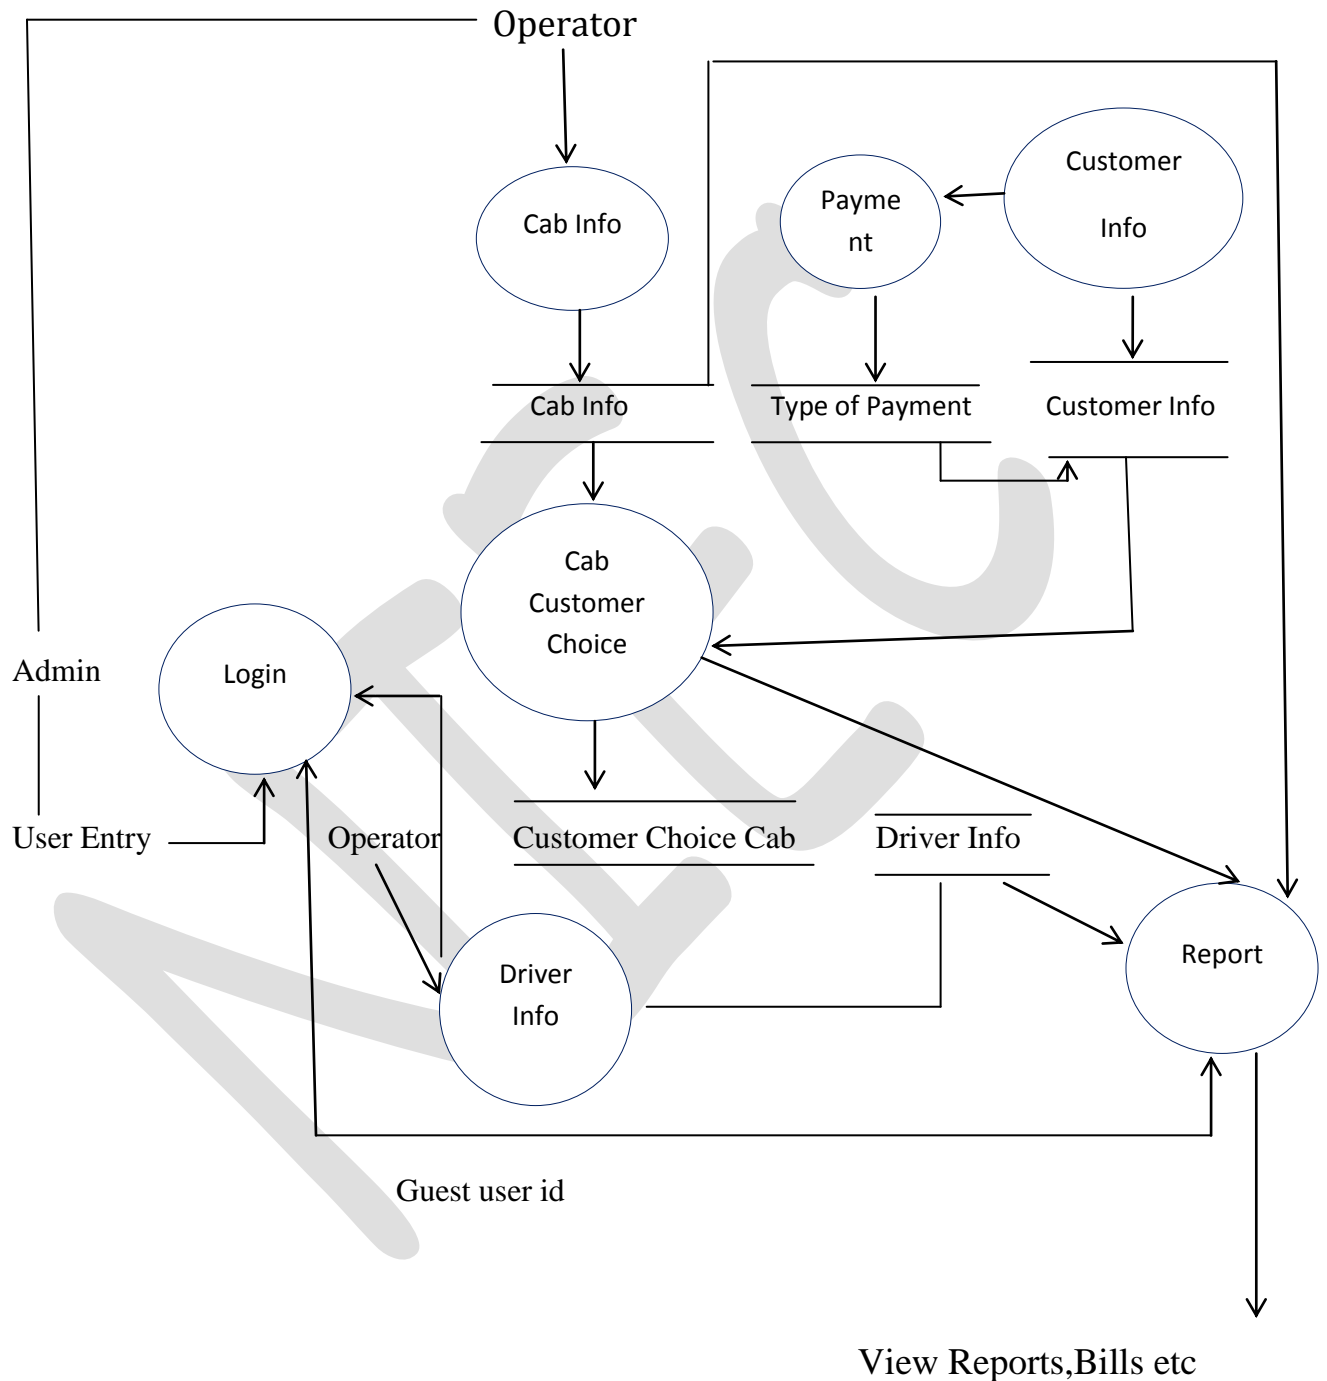 Operator
Cab Info
Payme
nt
Customer
Info
Cab Info
Type of Payment
Customer Info
Cab
Customer
Choice
Admin
Login
User Entry
Operator
Customer Choice Cab
Driver Info
Driver
Info
Report
Guest user id
View Reports,Bills etc